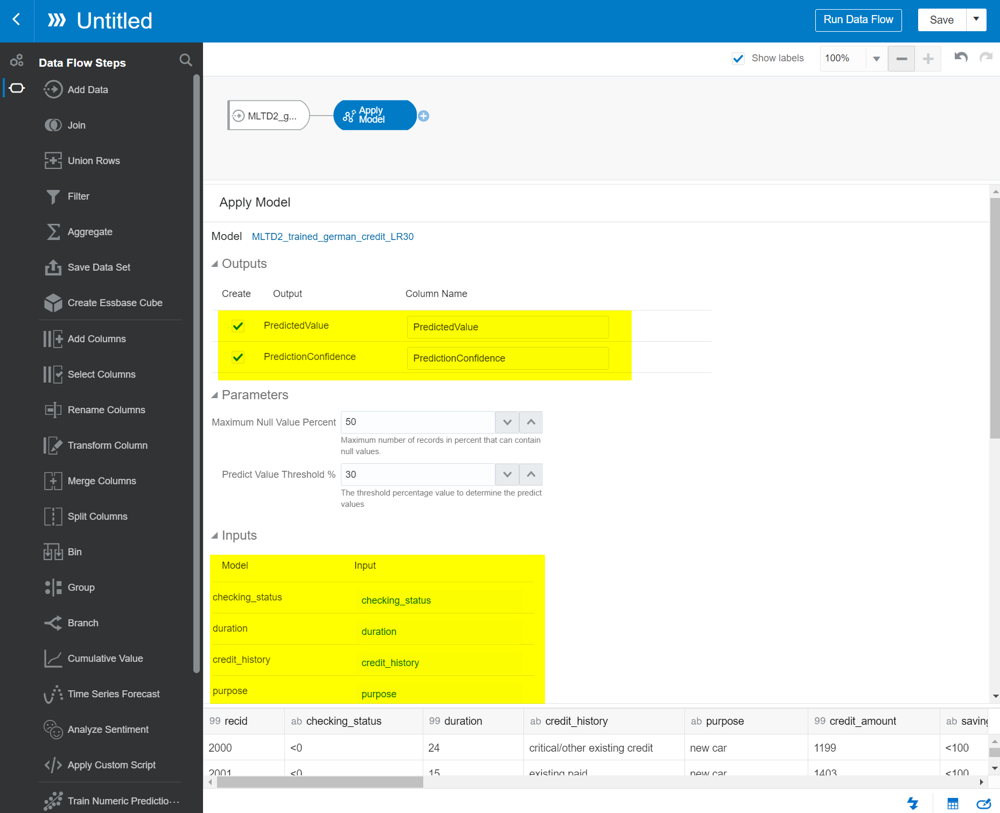 Untitled
Run Data Flow
Save
Data Flow Steps
Add Data
Join
Union Rows
Filter
Aggregate
Save Data Set
Create Essbase Cube
Add Columns
Select Columns
Rename Columns
Transform Column
Merge Columns
Split Columns
Bin
Group
Branch
Cumulative Value
Time Series Forecast
Analyze Sentiment
Apply Custom Script
Train Numeric Predictio···
Show labels
100%
MLTD2_g...
Apply
Model
Apply Model
Model MLTD2_trained_german_credit_LR30
Outputs
Create Output Column Name
PredictedValue PredictedValue
PredictionConfidence PredictionConfidence
Parameters
Maximum Null Value Percent 50
Maximum number of records in percent that can contain
null values.
Predict Value Threshold % 30
The threshold percentage value to determine the predict
values
Inputs
Model Input
checking_status checking_status
duration duration
credit_history credit_history
purpose purpose
99 recid ab checking_status 99 duration ab credit_history ab purpose 99 credit_amount ab saving
2000 <0 24 critical/other existing credit new car 1199 <100
2001 <0 15 existing paid new car 1403 <100